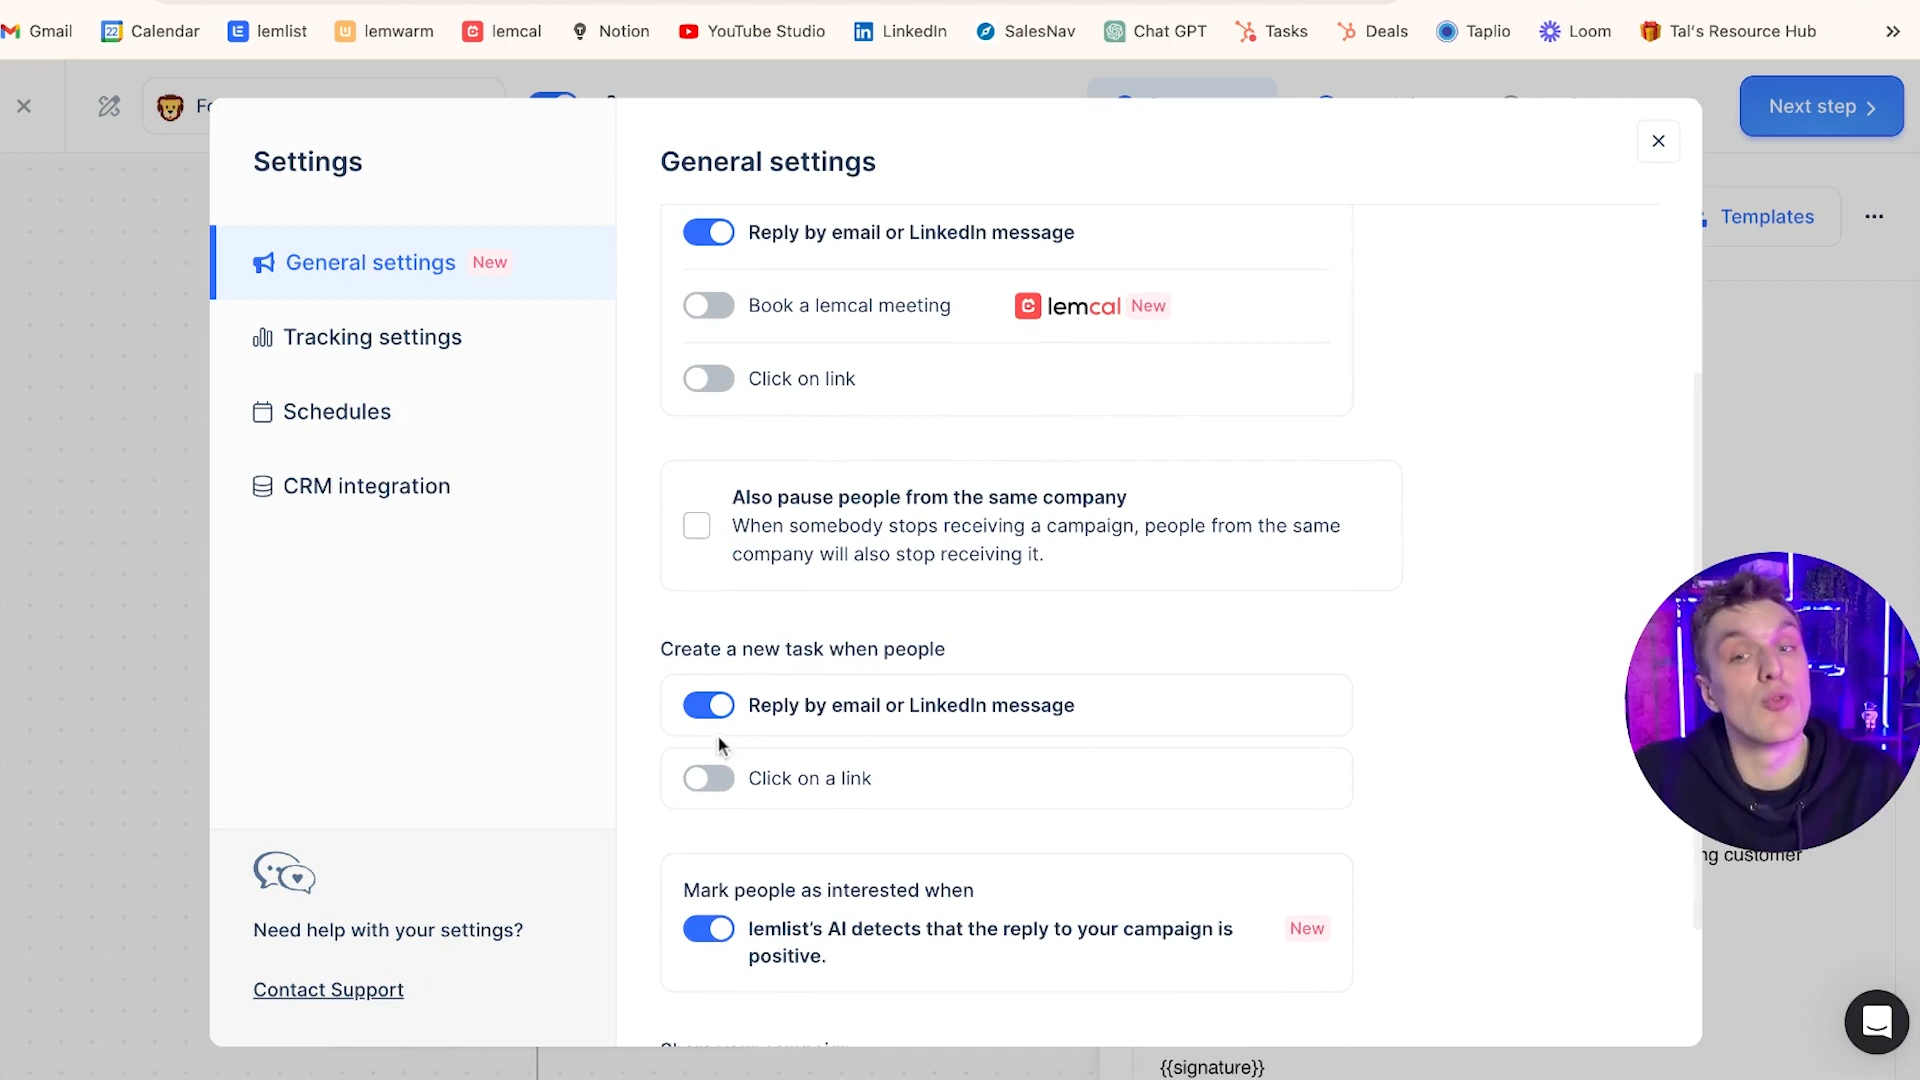 Gmail
Calendar
lemlist
lemwarm
lemcal
Notion
YouTube Studio
LinkedIn
SalesNav
Chat GPT
Tasks
Deals
Taplio
Loom
Tal's Resource Hub
Next step
Settings
General settings New
Tracking settings
Schedules
CRM integration
Need help with your settings?
Contact Support
General settings
Reply by email or LinkedIn message
Book a lemcal meeting
lemcal New
Click on link
Also pause people from the same company
When somebody stops receiving a campaign, people from the same
company will also stop receiving it.
Create a new task when people
Reply by email or LinkedIn message
Click on a link
Mark people as interested when
lemlist's AI detects that the reply to your campaign is
positive.
New
Templates
customer
{{signature}}